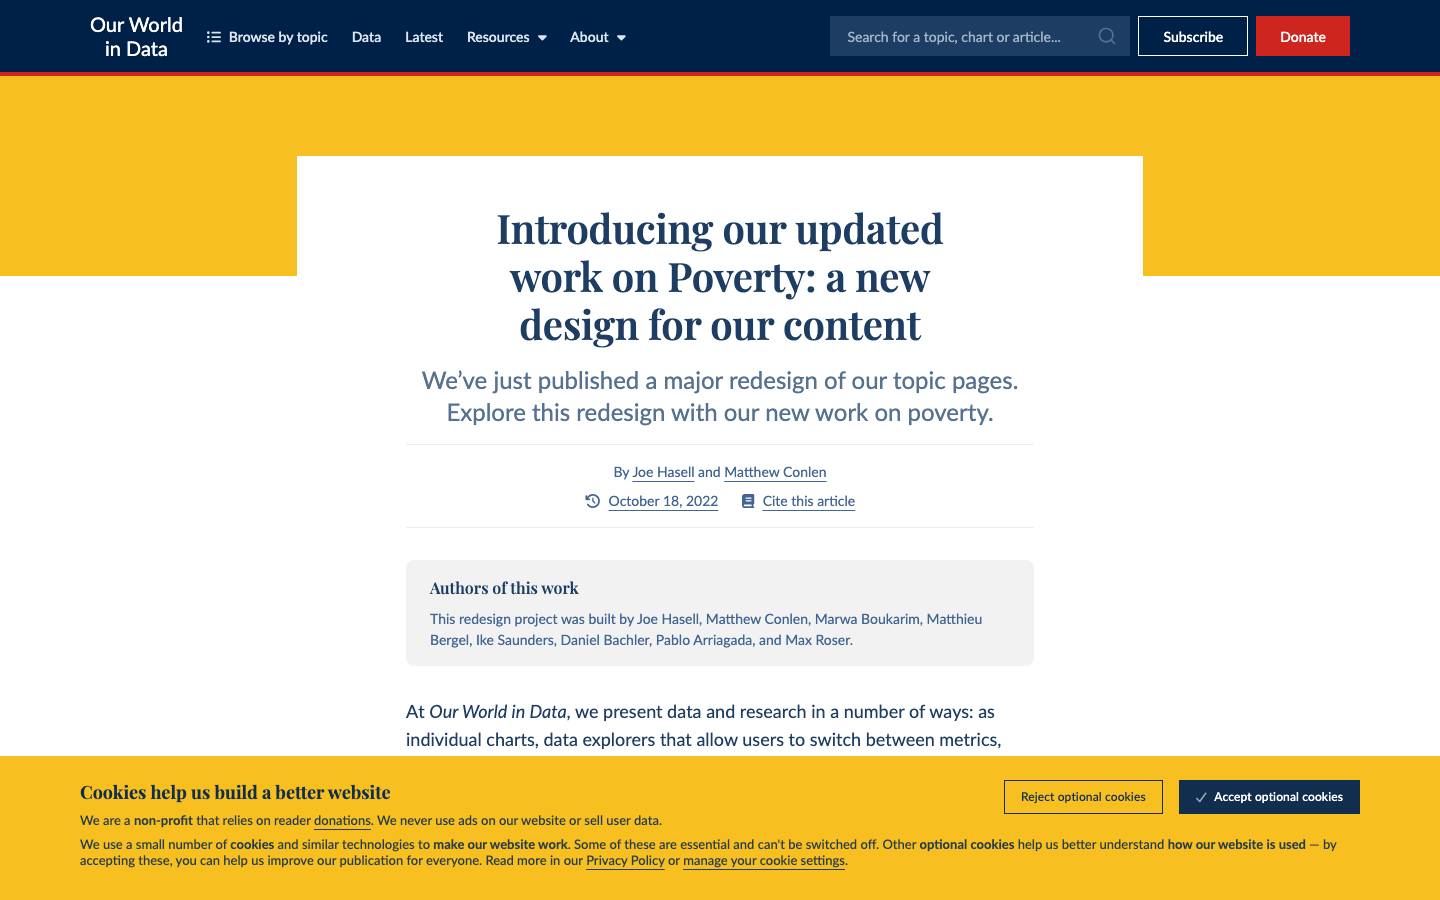 Our World
in Data
Browse by topic
Data
Latest
Resources
About
Search for a topic, chart or article...
Subscribe
Donate
Introducing our updated
work on Poverty: a new
design for our content
We’ve just published a major redesign of our topic pages.
Explore this redesign with our new work on poverty.
By Joe Hasell and Matthew Conlen
October 18, 2022
Cite this article
Authors of this work
This redesign project was built by Joe Hasell, Matthew Conlen, Marwa Boukarim, Matthieu
Bergel, Ike Saunders, Daniel Bachler, Pablo Arriagada, and Max Roser.
At Our World in Data, we present data and research in a number of ways: as
individual charts, data explorers that allow users to switch between metrics,
Cookies help us build a better website
Reject optional cookies
Accept optional cookies
We are a non-profit that relies on reader donations. We never use ads on our website or sell user data.
We use a small number of cookies and similar technologies to make our website work. Some of these are essential and can't be switched off. Other optional cookies help us better understand how our website is used — by
accepting these, you can help us improve our publication for everyone. Read more in our Privacy Policy or manage your cookie settings.